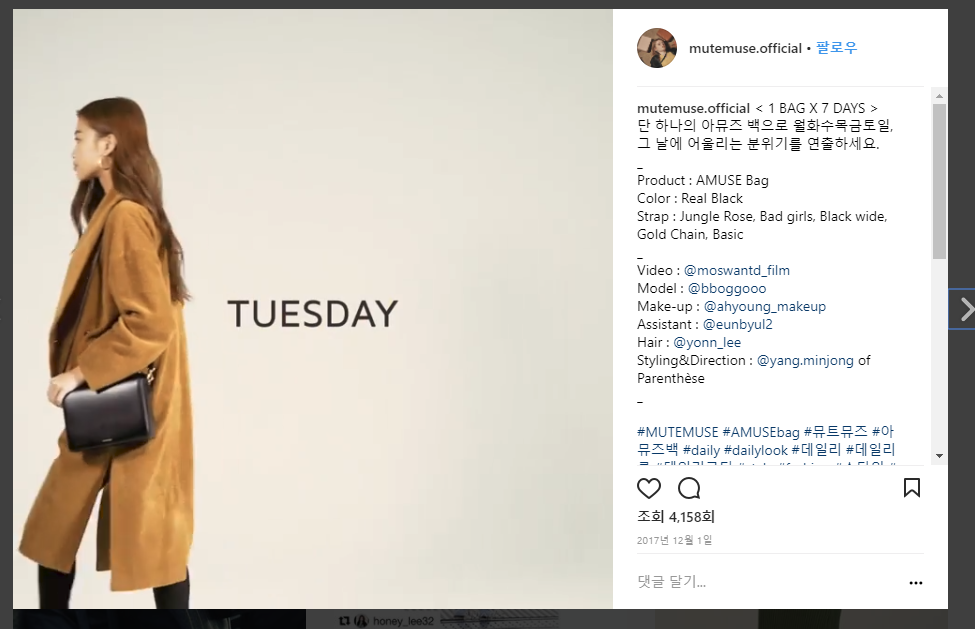 TUESDAY
mutemuse.official • 팔로우
mutemuse.official < 1 BAG X 7 DAYS >
단 하나의 아뮤즈 백으로 월화수목금토일,
그 날에 어울리는 분위기를 연출하세요.
_
Product : AMUSE Bag
Color : Real Black
Strap : Jungle Rose, Bad girls, Black wide,
Gold Chain, Basic
_
Video : @moswantd_film
Model : @bboggooo
Make-up : @ahyoung_makeup
Assistant : @eunbyul2
Hair : @yonn_lee
Styling&Direction : @yang.minjong of
Parenthèse
_
#MUTEMUSE #AMUSEbag #뮤트뮤즈 #아
뮤즈백 #daily #dailylook #데일리 #데일리
조회 4,158회
2017년 12월 1일
댓글 달기...
honey_lee32